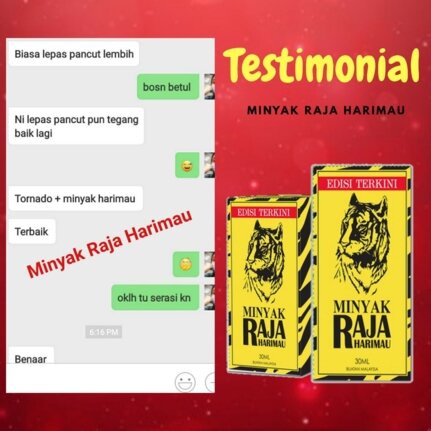 Biasa lepas pancut lembih
bosn betul
Ni lepas pancut pun tegang
baik lagi
Tornado + minyak harimau
Terbaik
Minyak Raja Harimau
oklh tu serasi kn
6:16 PM
Benaar
Testimonial
MINYAK RAJA HARIMAU
EDISI TERKINI
MINYAK
RAJA
HARIMAU
30ML
BUATAN MALAYSIA
EDISI TERKINI
MINYAK
RAJA
HARIMAU
30ML
BUATAN MALAYSIA